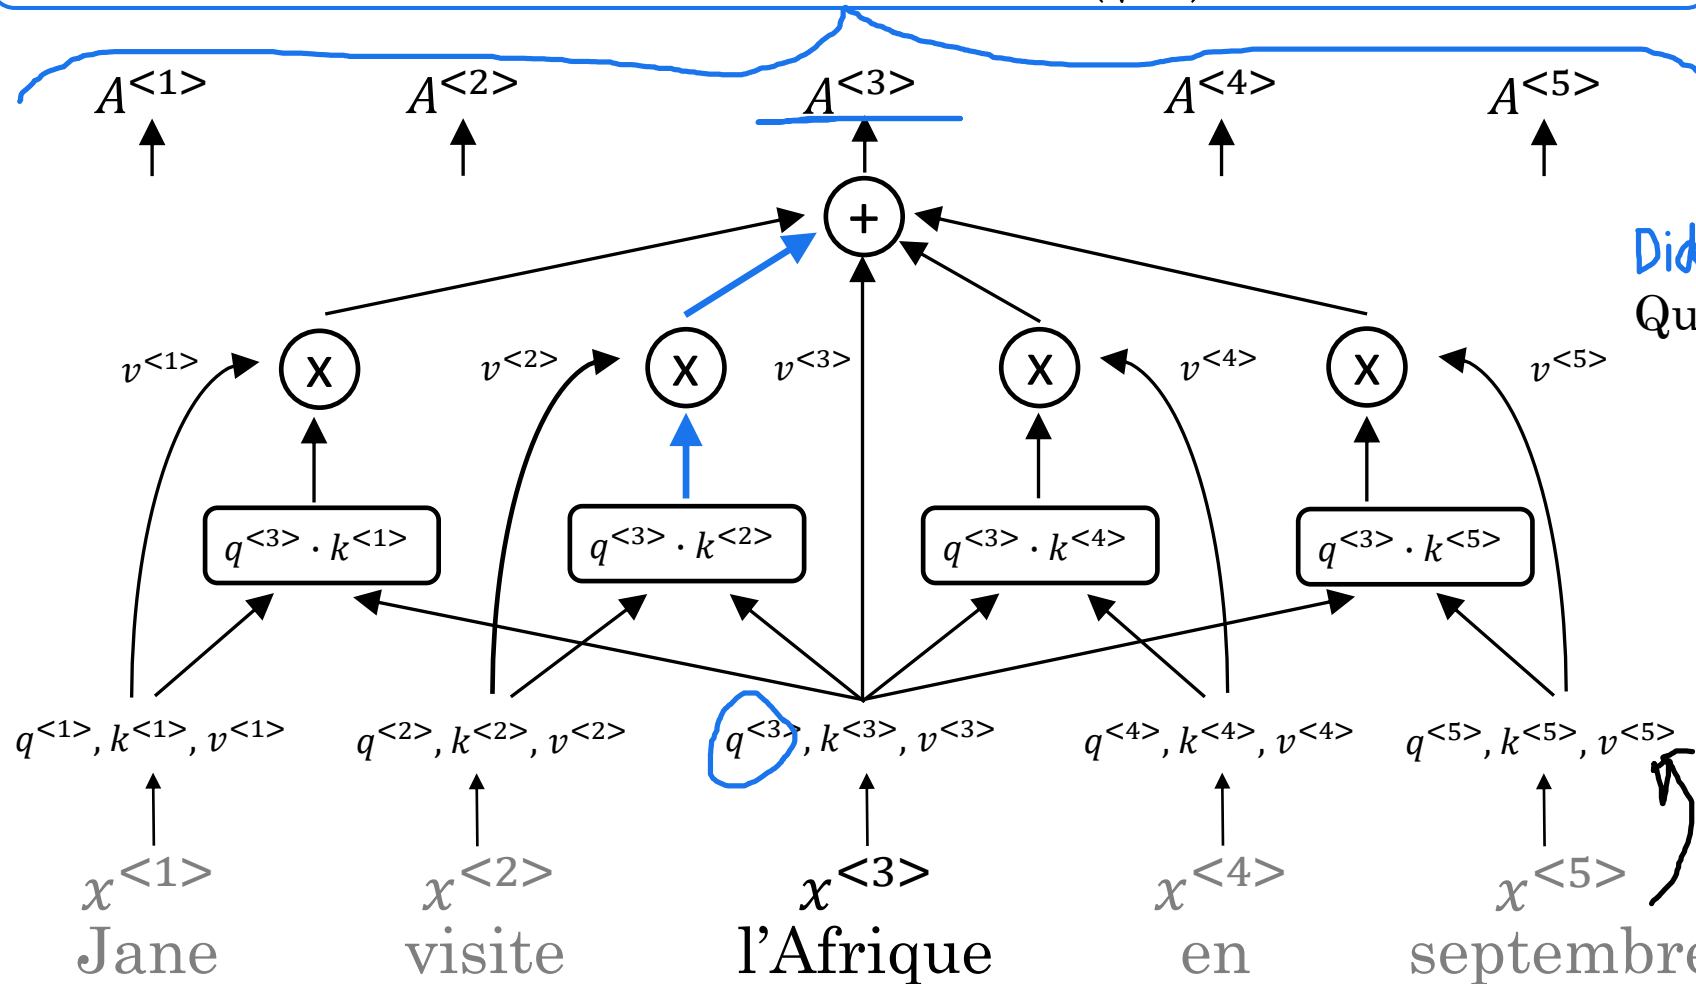 A<1> A<2> A<3> A<4> A<5>
+
Qu
v<1> x v<2> x v<3> x v<4> x v<5>
q<3> · k<1> q<3> · k<2> q<3> · k<4> q<3> · k<5>
q<1>, k<1>, v<1> q<2>, k<2>, v<2> q<3>, k<3>, v<3> q<4>, k<4>, v<4> q<5>, k<5>, v<5>
x<1> x<2> x<3> x<4> x<5>
Jane visite l’Afrique en septembre